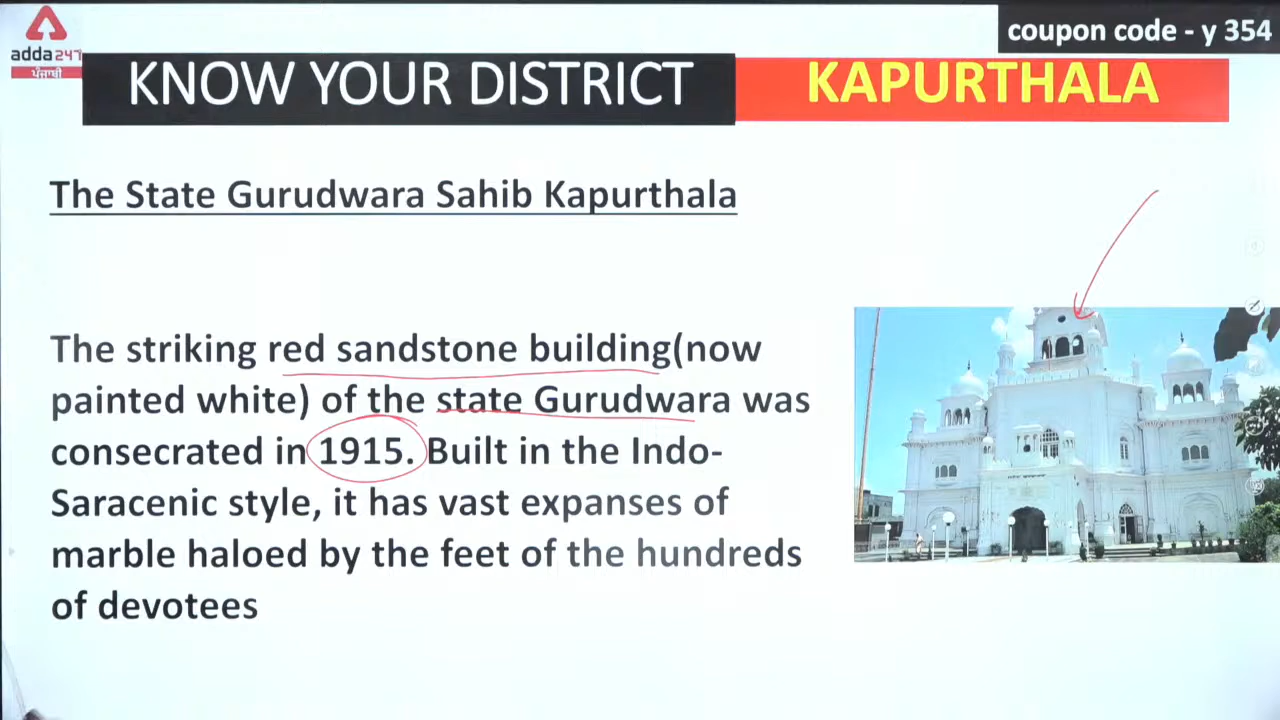 adda247
ਪੰਜਾਬੀ
coupon code - y 354
KNOW YOUR DISTRICT
KAPURTHALA
The State Gurudwara Sahib Kapurthala
The striking red sandstone building(now
painted white) of the state Gurudwara was
consecrated in 1915. Built in the Indo-
Saracenic style, it has vast expanses of
marble haloed by the feet of the hundreds
of devotees